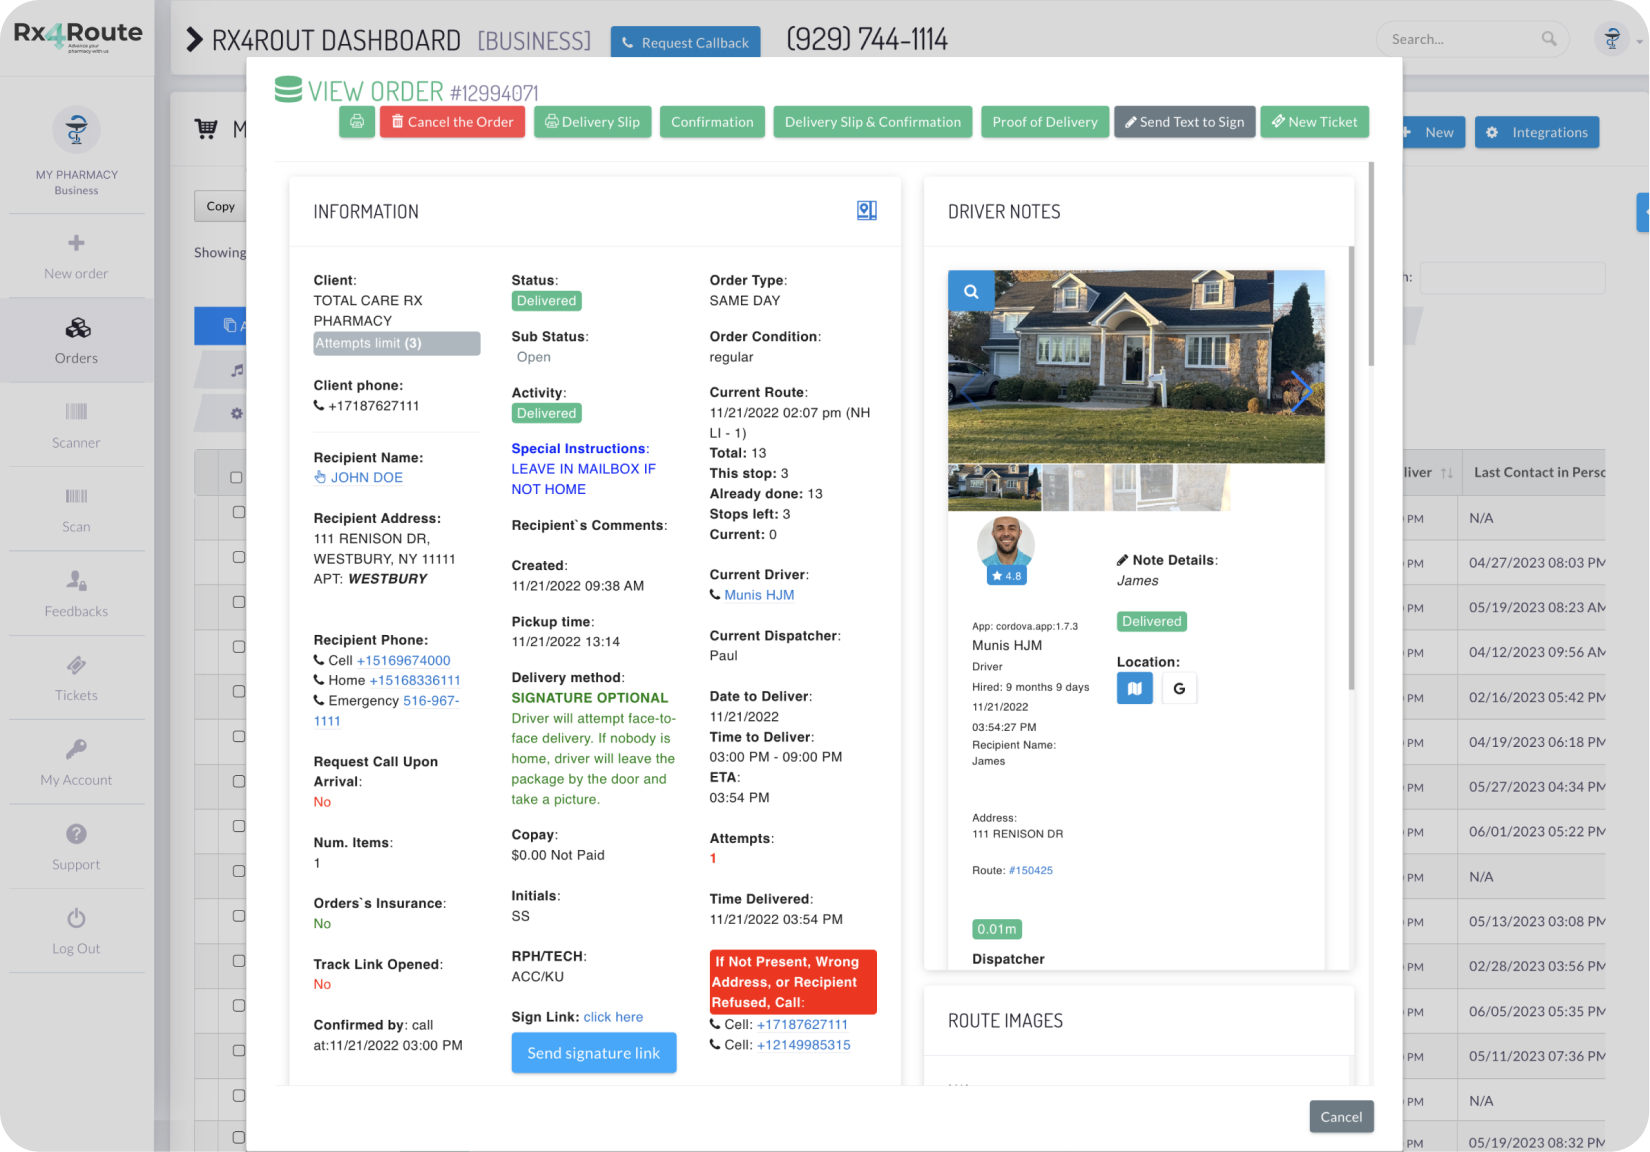 Rx4Route
Advance your
pharmacy with us
RX4ROUT DASHBOARD [BUSINESS]
Request Callback
(929) 744-1114
Search...
VIEW ORDER #12994071
Cancel the Order
Delivery Slip
Confirmation
Delivery Slip & Confirmation
Proof of Delivery
Send Text to Sign
New Ticket
New
Integrations
M
MY PHARMACY
Business
New order
Orders
Scanner
Scan
Feedbacks
Tickets
My Account
Support
Log Out
Copy
Showing
A
INFORMATION
Client:
TOTAL CARE RX
PHARMACY
Attempts limit (3)
Client phone:
+17187627111
Recipient Name:
JOHN DOE
Recipient Address:
111 RENISON DR,
WESTBURY, NY 11111
APT: WESTBURY
Recipient Phone:
Cell +15169674000
Home +15168336111
Emergency 516-967-
1111
Request Call Upon
Arrival:
No
Num. Items:
1
Orders`s Insurance:
No
Track Link Opened:
No
Confirmed by: call
at:11/21/2022 03:00 PM
Status:
Delivered
Sub Status:
Open
Activity:
Delivered
Special Instructions:
LEAVE IN MAILBOX IF
NOT HOME
Recipient`s Comments:
Created:
11/21/2022 09:38 AM
Pickup time:
11/21/2022 13:14
Delivery method:
SIGNATURE OPTIONAL
Driver will attempt face-to-
face delivery. If nobody is
home, driver will leave the
package by the door and
take a picture.
Copay:
$0.00 Not Paid
Initials:
SS
RPH/TECH:
ACC/KU
Sign Link: click here
Send signature link
Order Type:
SAME DAY
Order Condition:
regular
Current Route:
11/21/2022 02:07 pm (NH
LI - 1)
Total: 13
This stop: 3
Already done: 13
Stops left: 3
Current: 0
Current Driver:
Munis HJM
Current Dispatcher:
Paul
Date to Deliver:
11/21/2022
Time to Deliver:
03:00 PM - 09:00 PM
ETA:
03:54 PM
Attempts:
1
Time Delivered:
11/21/2022 03:54 PM
If Not Present, Wrong
Address, or Recipient
Refused, Call:
Cell: +17187627111
Cell: +12149985315
DRIVER NOTES
4.8
App: cordova.app:1.7.3
Munis HJM
Driver
Hired: 9 months 9 days
11/21/2022
03:54:27 PM
Recipient Name:
James
Address:
111 RENISON DR
Route: #150425
0.01m
Dispatcher
Note Details:
James
Delivered
Location:
G
ROUTE IMAGES
Cancel
h:
liver
Last Contact in Perso
PM
N/A
PM
04/27/2023 08:03 PM
PM
05/19/2023 08:23 AM
PM
04/12/2023 09:56 AM
PM
02/16/2023 05:42 PM
PM
04/19/2023 06:18 PM
PM
05/27/2023 04:34 PM
PM
06/01/2023 05:22 PM
PM
N/A
PM
05/13/2023 03:08 PM
PM
02/28/2023 03:56 PM
PM
06/05/2023 05:35 PM
PM
05/11/2023 07:36 PM
PM
N/A
PM
05/19/2023 08:32 PM